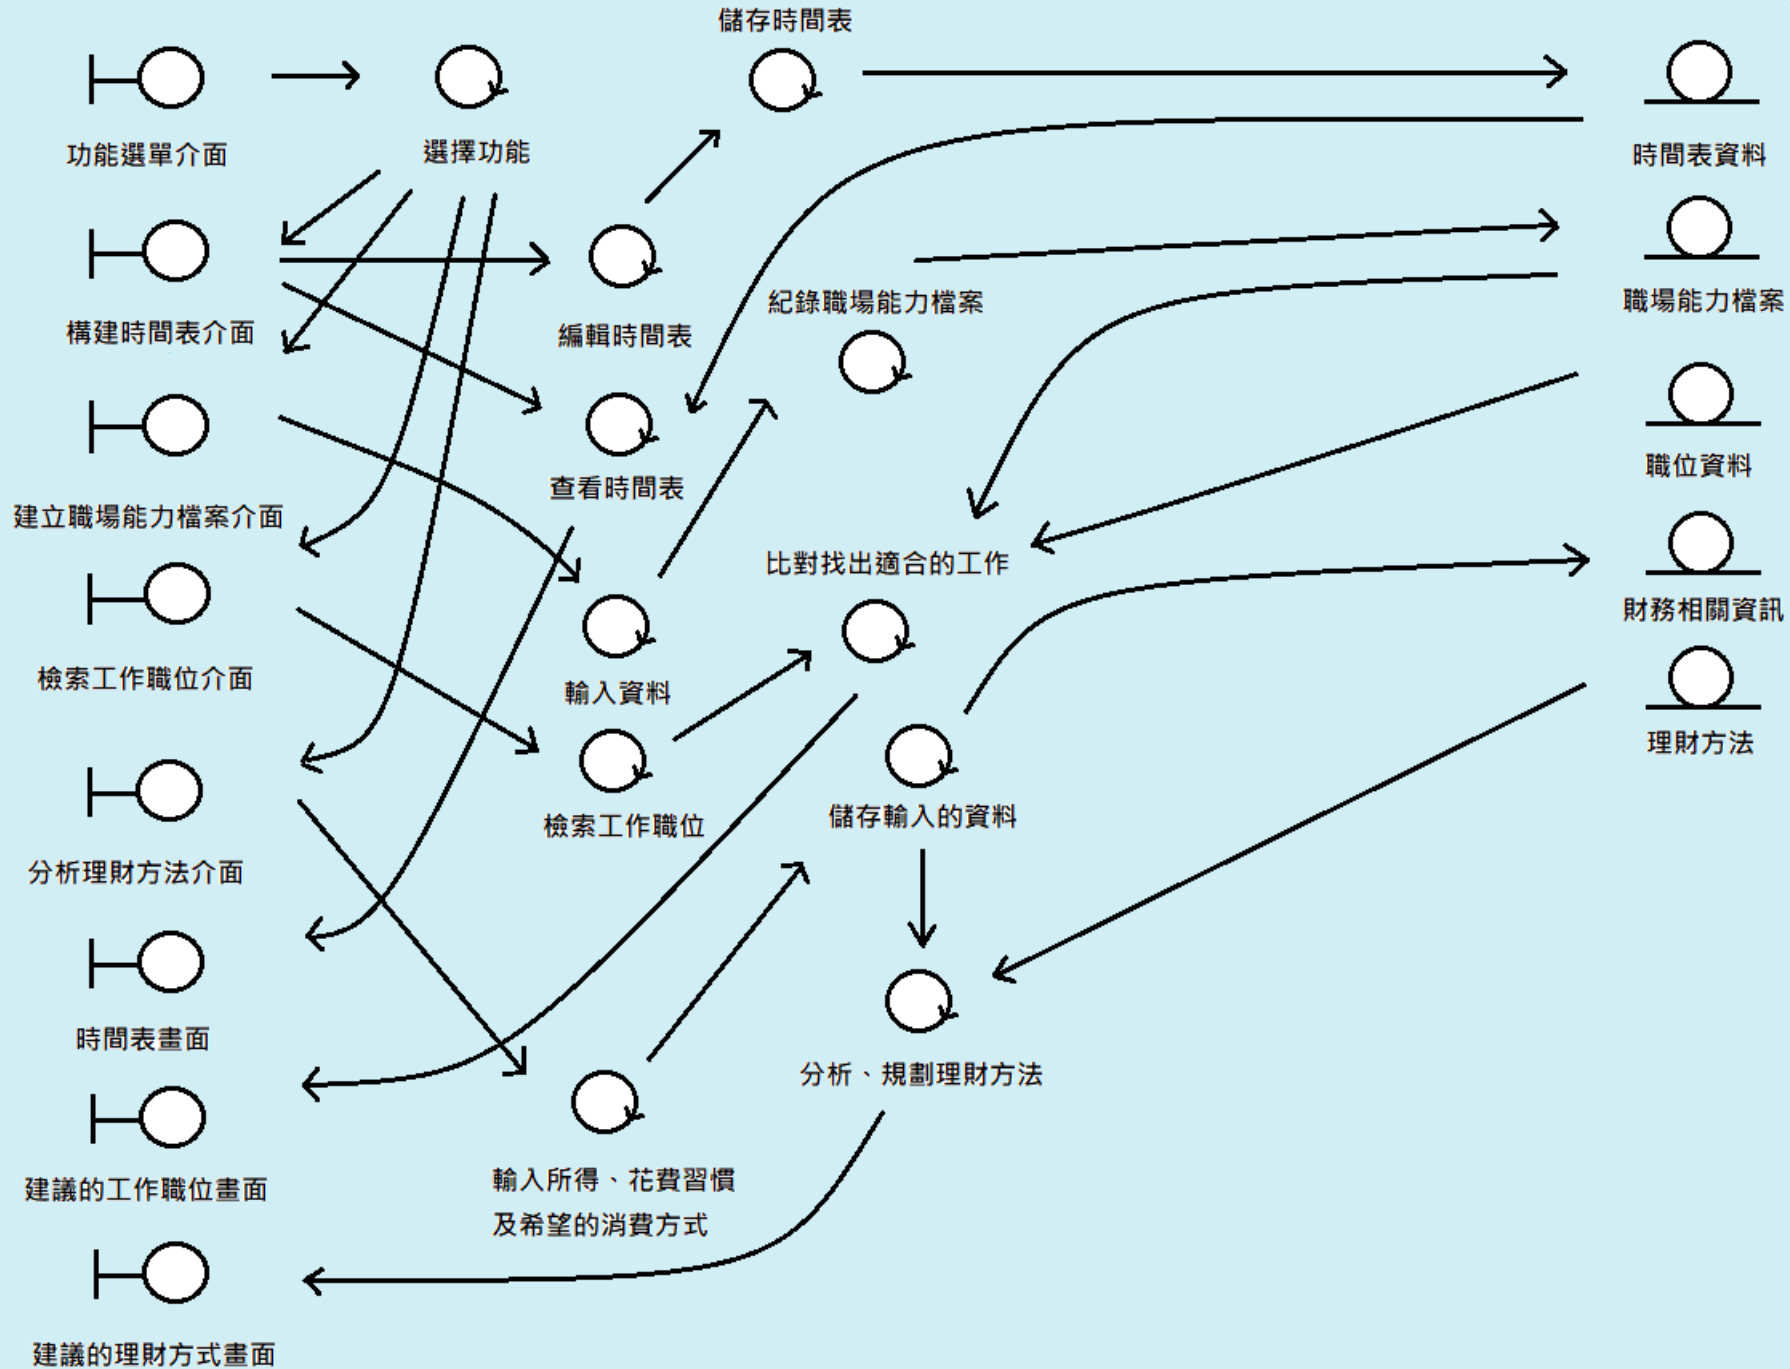 儲存時間表
功能選單介面
選擇功能
時間表資料
構建時間表介面
編輯時間表
紀錄職場能力檔案
職場能力檔案
建立職場能力檔案介面
查看時間表
職位資料
比對找出適合的工作
財務相關資訊
檢索工作職位介面
輸入資料
理財方法
檢索工作職位
儲存輸入的資料
分析理財方法介面
時間表畫面
分析、規劃理財方法
建議的工作職位畫面
輸入所得、花費習慣
及希望的消費方式
建議的理財方式畫面